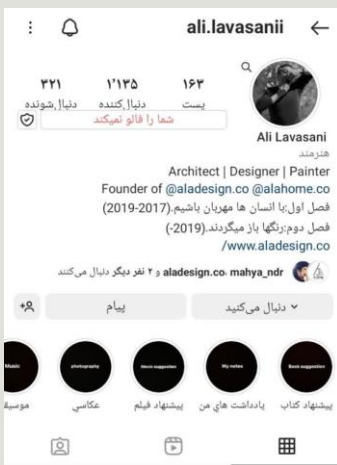 ali.lavasanii
۱۶۳ ۱٬۱۳۵ ۳۲۱
پست دنبال‌کننده دنبال‌شونده
شما را فالو نمیکند
Ali Lavasani
هنرمند
Architect | Designer | Painter
Founder of @aladesign.co @alahome.co
فصل اول:با انسان ها مهربان باشیم.(2017-2019)
فصل دوم:رنگها باز میگردند.(2019-)
www.aladesign.co/
aladesign.co، mahya_ndr و ۲ نفر دیگر دنبال می‌کنند
دنبال می‌کنید پیام
Book suggestion My notes Movie suggestion photography Music
پیشنهاد کتاب یادداشت هاي من پیشنهاد فیلم عکاسي موسیق